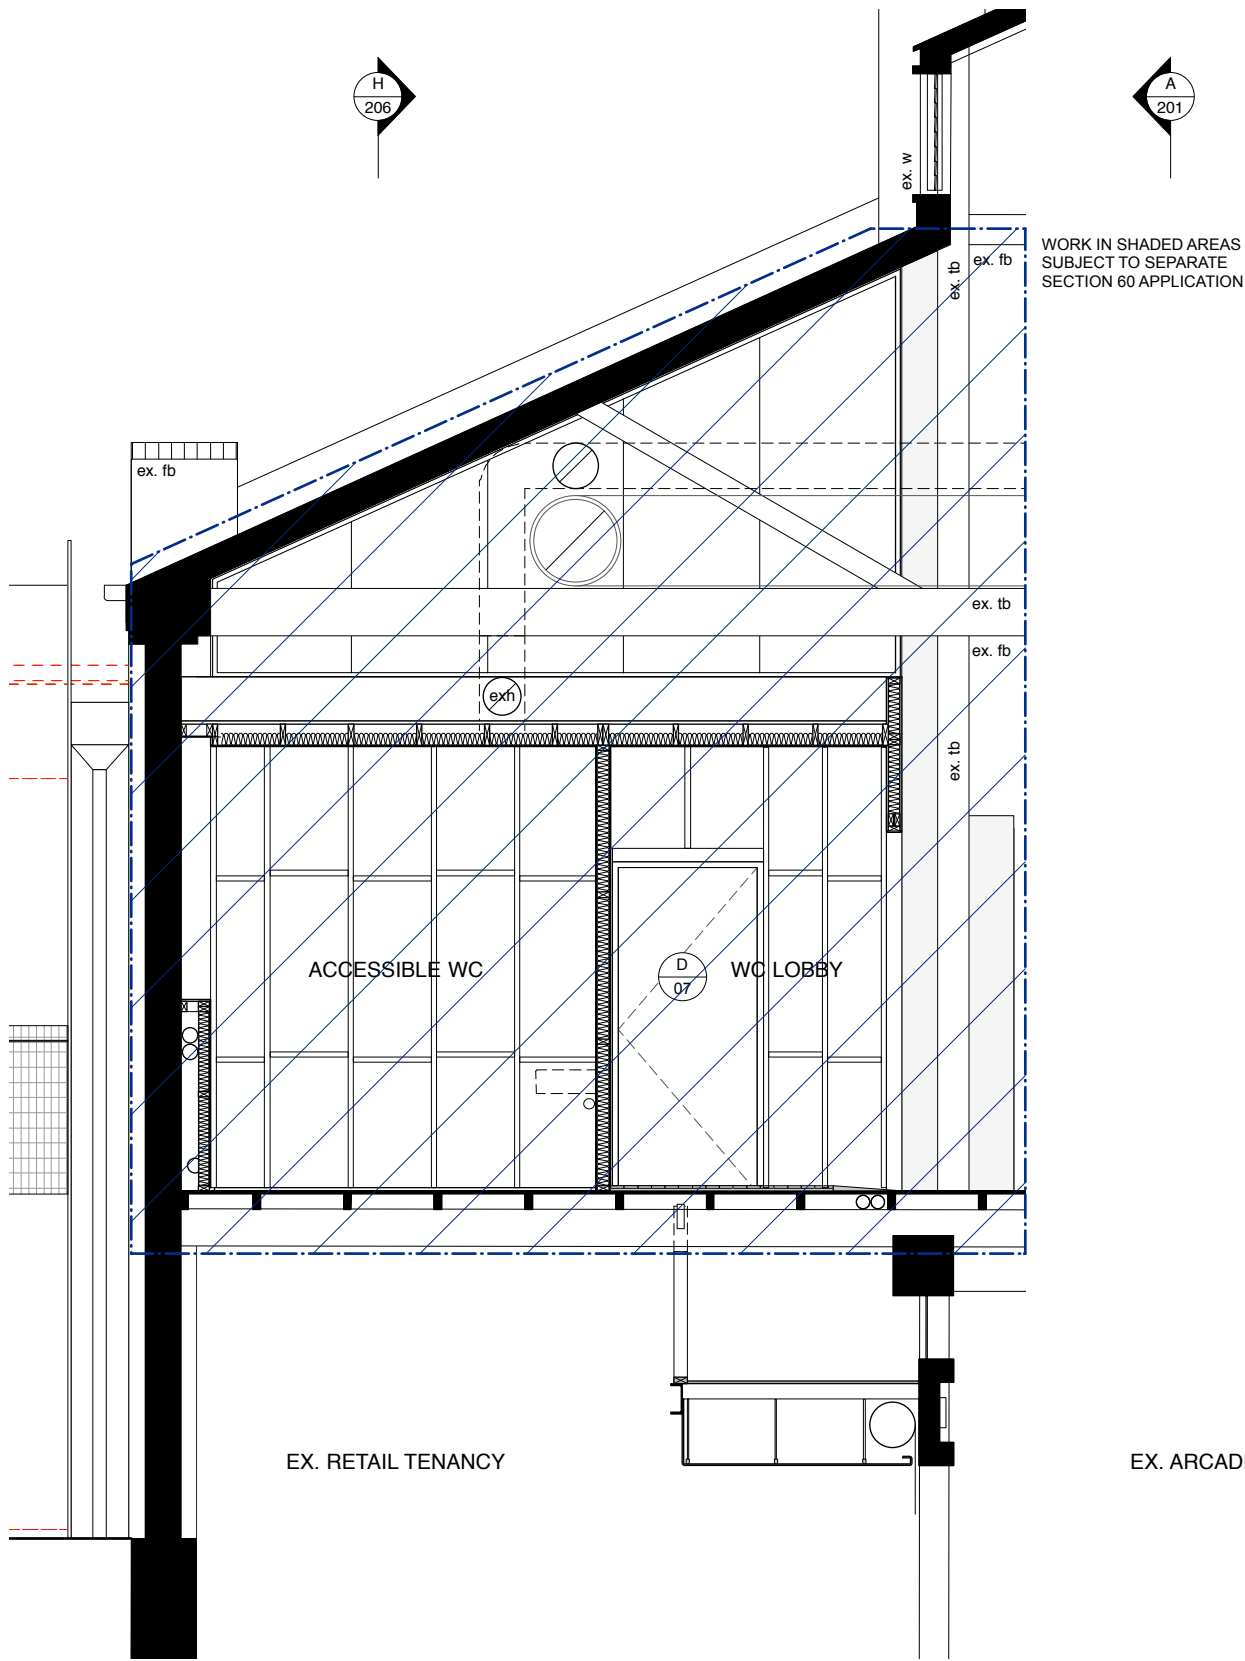 H
206
A
201
ex. w
WORK IN SHADED AREAS
SUBJECT TO SEPARATE
SECTION 60 APPLICATION
ex. fb
ex. tb
ex. fb
ex. tb
ex. fb
exh
ex. tb
ACCESSIBLE WC
D
07
WC LOBBY
EX. RETAIL TENANCY
EX. ARCAD